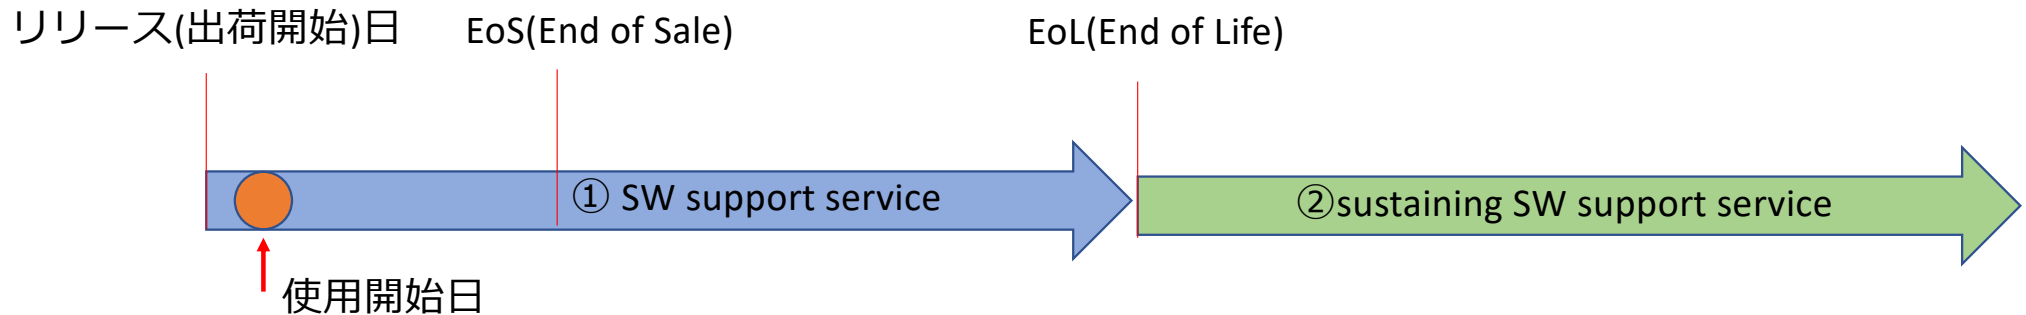 リリース(出荷開始)日
EoS(End of Sale)
EoL(End of Life)
① SW support service
②sustaining SW support service
使用開始日